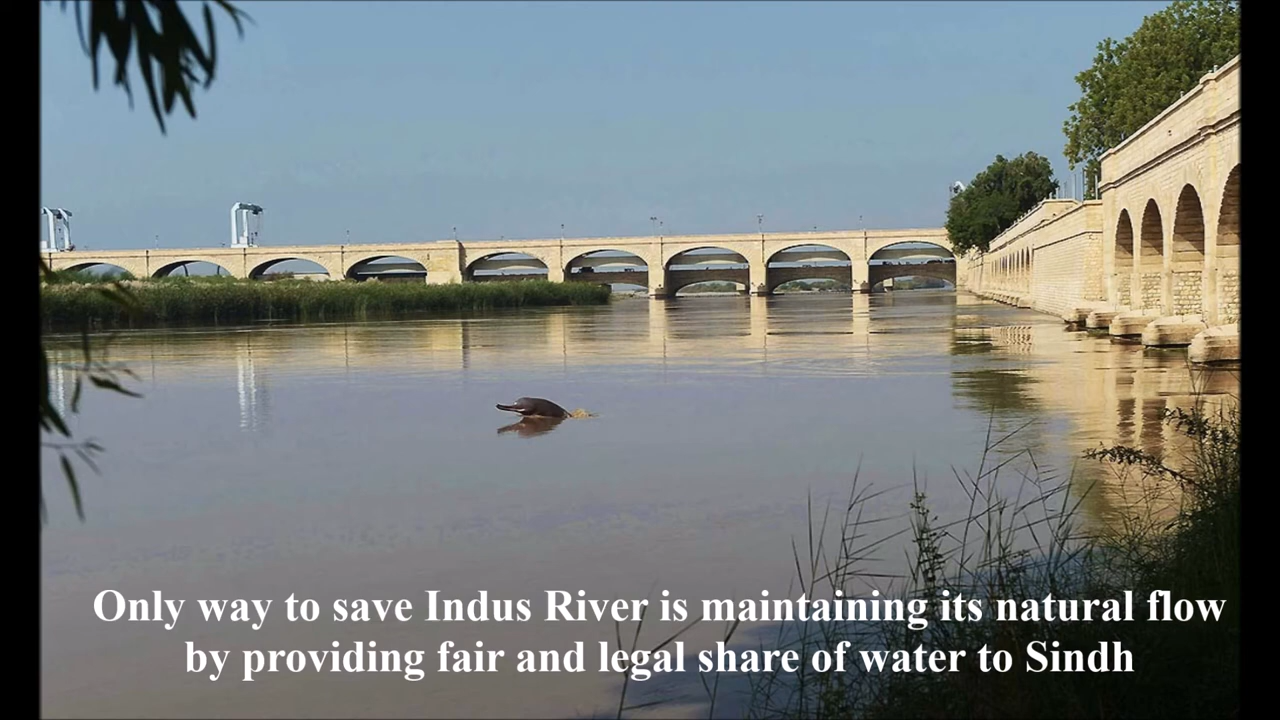 Only way to save Indus River is maintaining its natural flow
by providing fair and legal share of water to Sindh